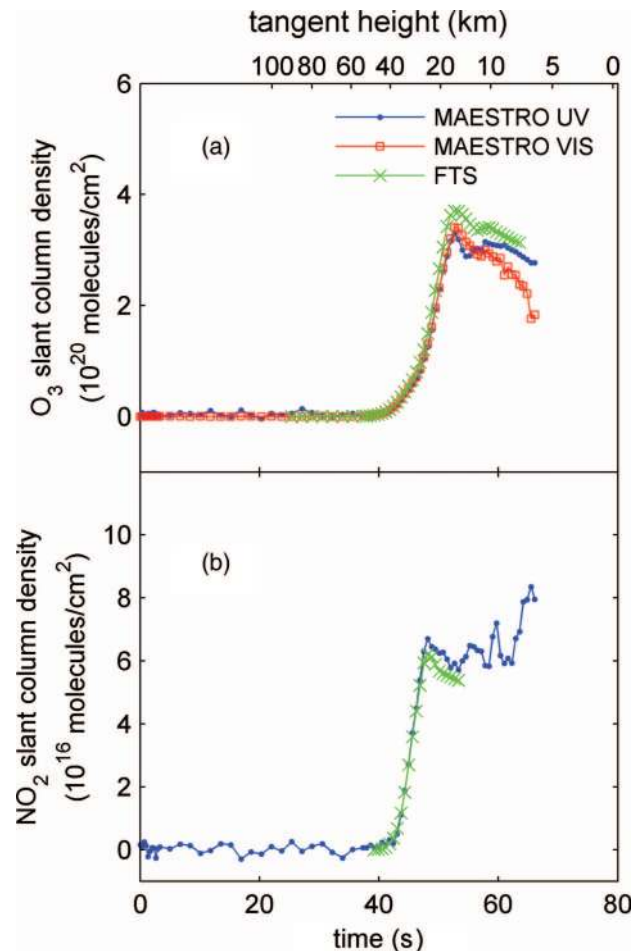 tangent height (km)
100 80 60 40 20 10 5 0
6
4
2
0
O3 slant column density
(10^20 molecules/cm^2)
(a)
MAESTRO UV
MAESTRO VIS
FTS
10
8
6
4
2
0
NO2 slant column density
(10^16 molecules/cm^2)
(b)
0 20 40 60 80
time (s)